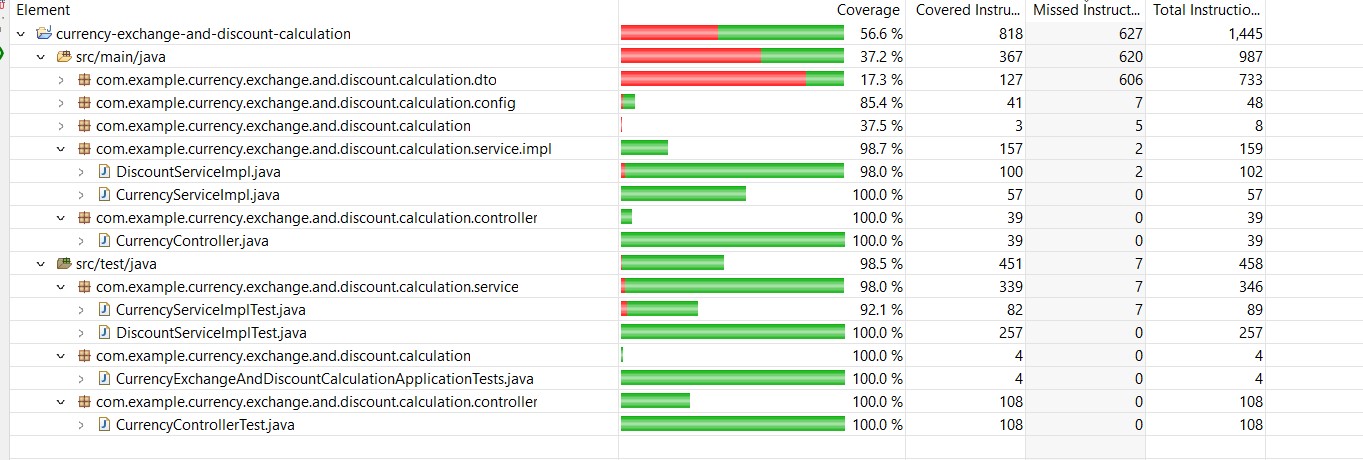 Element Coverage Covered Instru... Missed Instruct... Total Instructio...
currency-exchange-and-discount-calculation 56.6 % 818 627 1,445
src/main/java 37.2 % 367 620 987
com.example.currency.exchange.and.discount.calculation.dto 17.3 % 127 606 733
com.example.currency.exchange.and.discount.calculation.config 85.4 % 41 7 48
com.example.currency.exchange.and.discount.calculation 37.5 % 3 5 8
com.example.currency.exchange.and.discount.calculation.service.impl 98.7 % 157 2 159
DiscountServiceImpl.java 98.0 % 100 2 102
CurrencyServiceImpl.java 100.0 % 57 0 57
com.example.currency.exchange.and.discount.calculation.controller 100.0 % 39 0 39
CurrencyController.java 100.0 % 39 0 39
src/test/java 98.5 % 451 7 458
com.example.currency.exchange.and.discount.calculation.service 98.0 % 339 7 346
CurrencyServiceImplTest.java 92.1 % 82 7 89
DiscountServiceImplTest.java 100.0 % 257 0 257
com.example.currency.exchange.and.discount.calculation 100.0 % 4 0 4
CurrencyExchangeAndDiscountCalculationApplicationTests.java 100.0 % 4 0 4
com.example.currency.exchange.and.discount.calculation.controller 100.0 % 108 0 108
CurrencyControllerTest.java 100.0 % 108 0 108